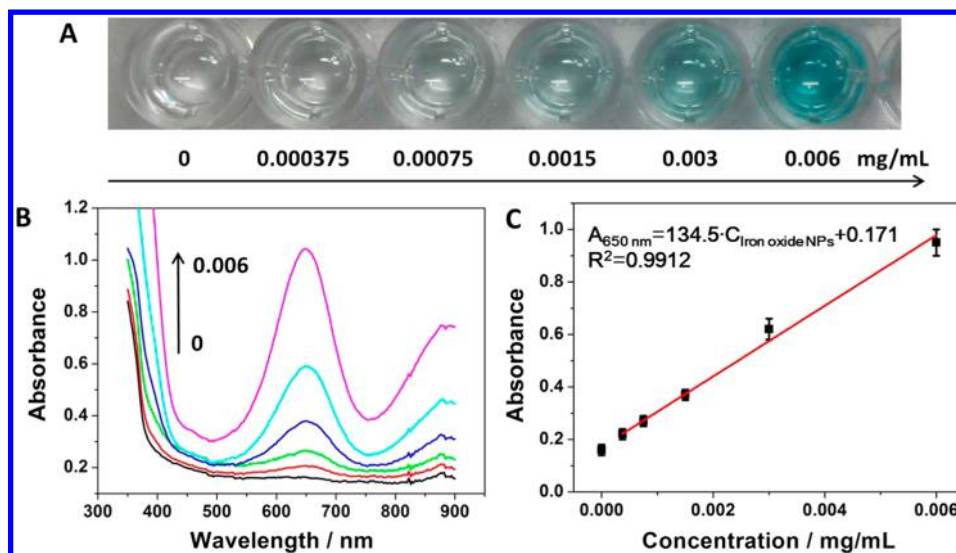 A
0 0.000375 0.00075 0.0015 0.003 0.006 mg/mL
B
1.2
1.0
0.8
0.6
0.4
0.2
0.006
0
300 400 500 600 700 800 900
Wavelength / nm
Absorbance
C
A650 nm=134.5·CIron oxide NPs+0.171
R2=0.9912
1.0
0.8
0.6
0.4
0.2
0.0
0.000 0.002 0.004 0.006
Concentration / mg/mL
Absorbance